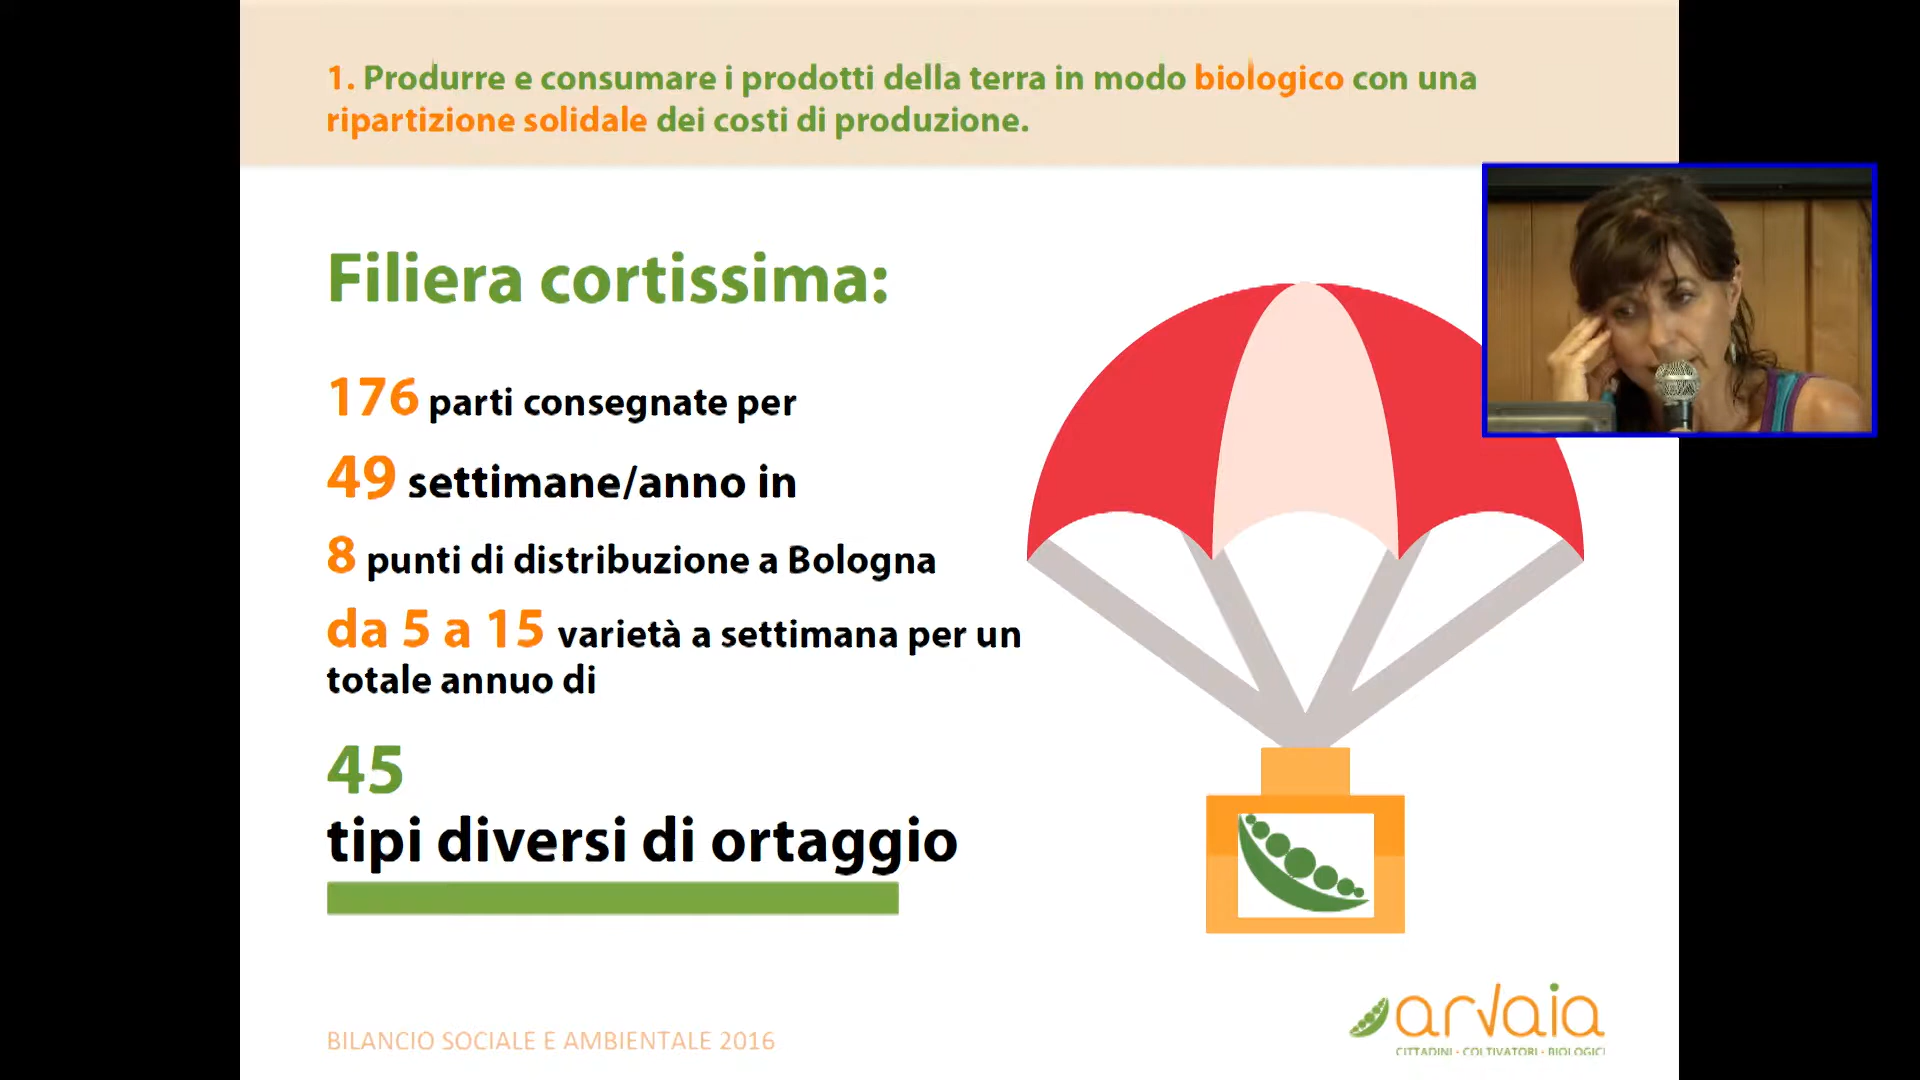 1. Produrre e consumare i prodotti della terra in modo biologico con una
ripartizione solidale dei costi di produzione.
Filiera cortissima:
176 parti consegnate per
49 settimane/anno in
8 punti di distribuzione a Bologna
da 5 a 15 varietà a settimana per un
totale annuo di
45
tipi diversi di ortaggio
BILANCIO SOCIALE E AMBIENTALE 2016
arvaia
CITTADINI · COLTIVATORI · BIOLOGICI